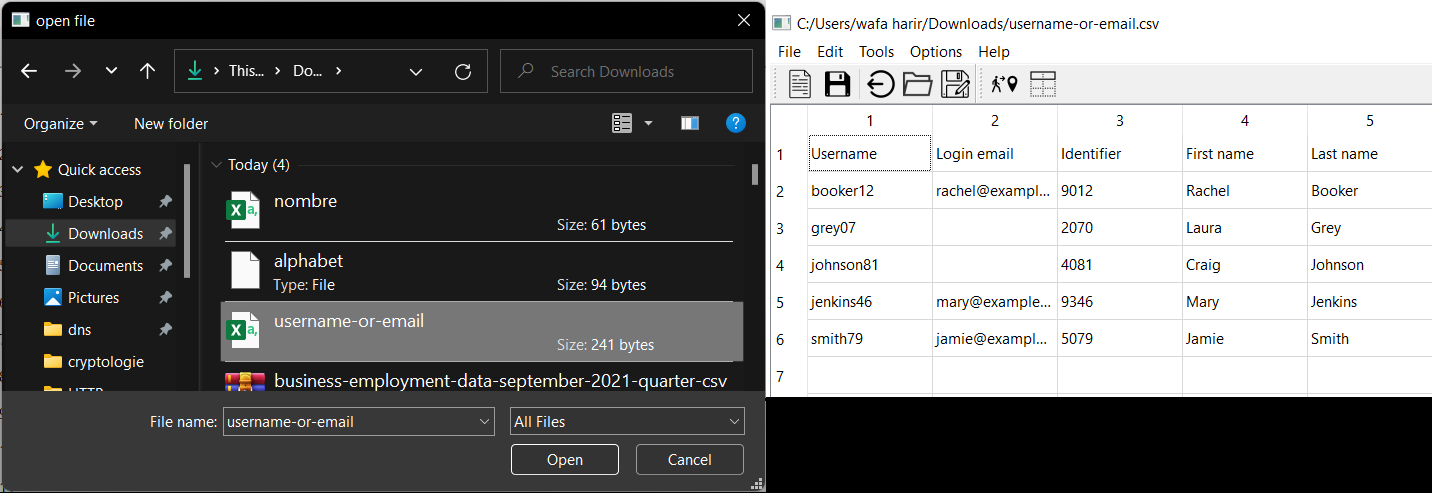 open file
This... Do...
Search Downloads
Organize New folder
Quick access
Desktop
Downloads
Documents
Pictures
dns
cryptologie
HTTP
Today (4)
nombre
Size: 61 bytes
alphabet
Type: File Size: 94 bytes
username-or-email
Size: 241 bytes
business-employment-data-september-2021-quarter-csv
File name: username-or-email All Files
Open Cancel
C:/Users/wafa harir/Downloads/username-or-email.csv
File Edit Tools Options Help
1 2 3 4 5
1 Username Login email Identifier First name Last name
2 booker12 rachel@exampl... 9012 Rachel Booker
3 grey07 2070 Laura Grey
4 johnson81 4081 Craig Johnson
5 jenkins46 mary@example... 9346 Mary Jenkins
6 smith79 jamie@exampl... 5079 Jamie Smith
7